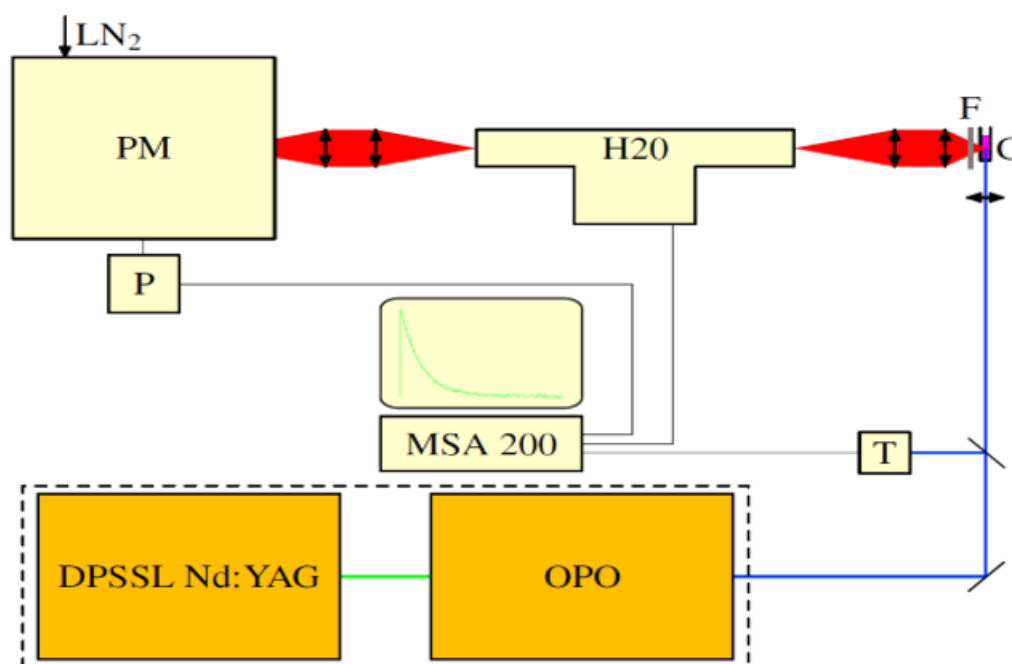 LN₂
PM
H20
F
C
P
MSA 200
T
DPSSL Nd:YAG
OPO